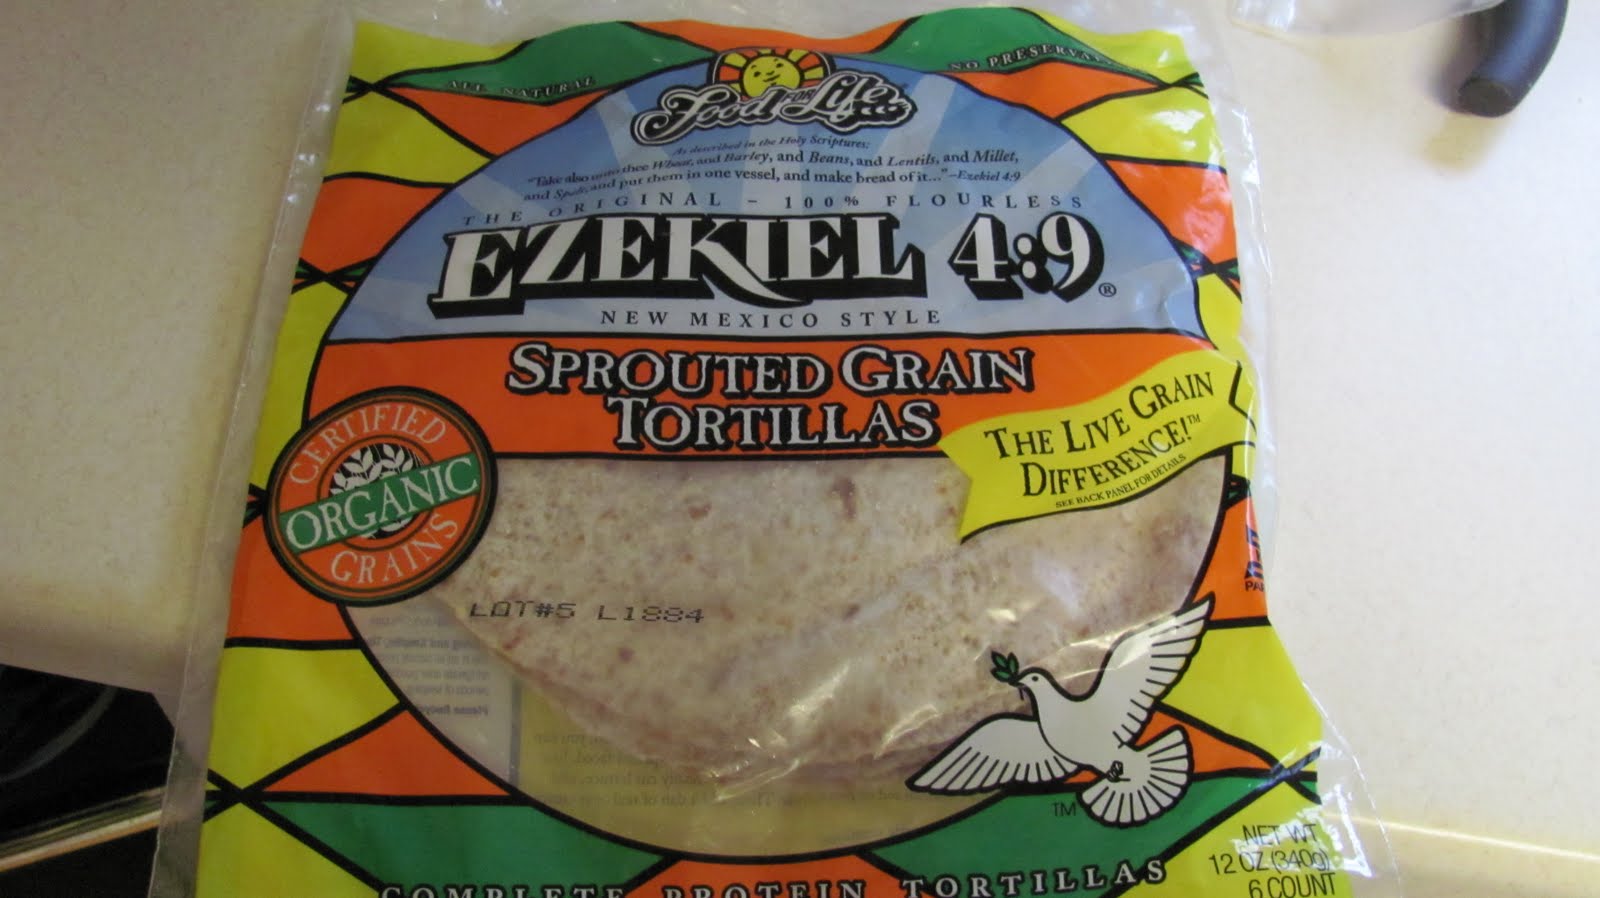 ALL NATURAL
NO PRESERVA
Food FOR Life
As described in the Holy Scriptures:
"Take also unto thee Wheat, and Barley, and Beans, and Lentils, and Millet,
and Spelt, and put them in one vessel, and make bread of it..." –Ezekiel 4:9
THE ORIGINAL – 100% FLOURLESS
EZEKIEL 4:9®
NEW MEXICO STYLE
SPROUTED GRAIN
TORTILLAS
THE LIVE GRAIN
DIFFERENCE!™
SEE BACK PANEL FOR DETAILS
CERTIFIED
ORGANIC
GRAINS
PAR
LOT#5 L1884
TM
NET WT
12 OZ (340g)
6 COUNT
COMPLETE PROTEIN TORTILLAS